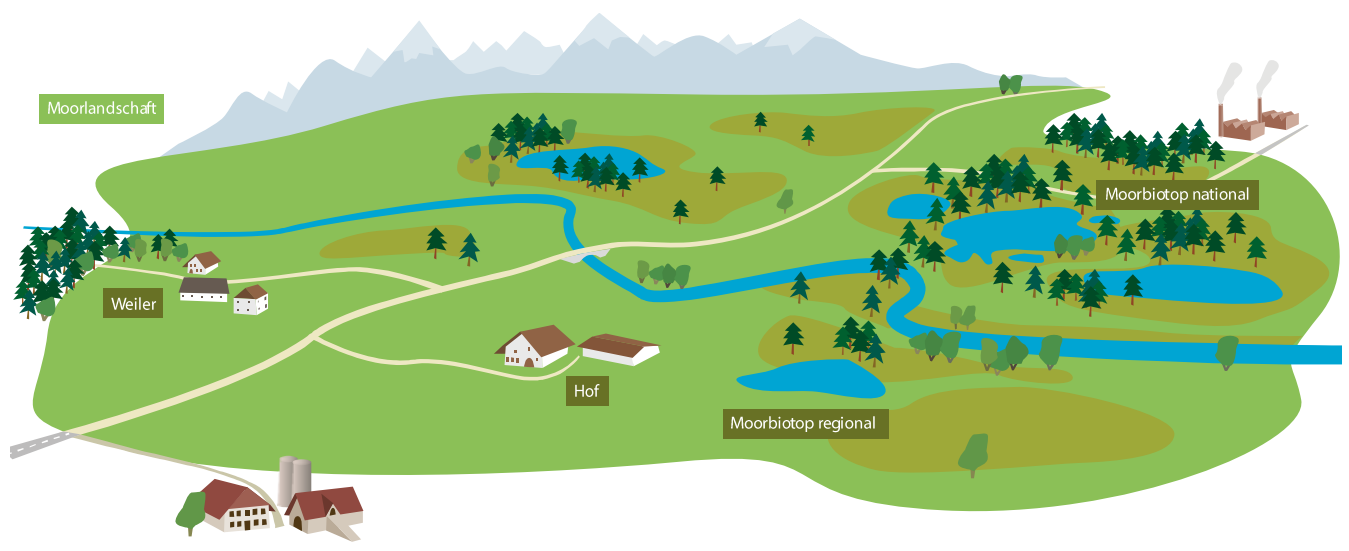 Moorlandschaft
Moorbiotop national
Weiler
Hof
Moorbiotop regional